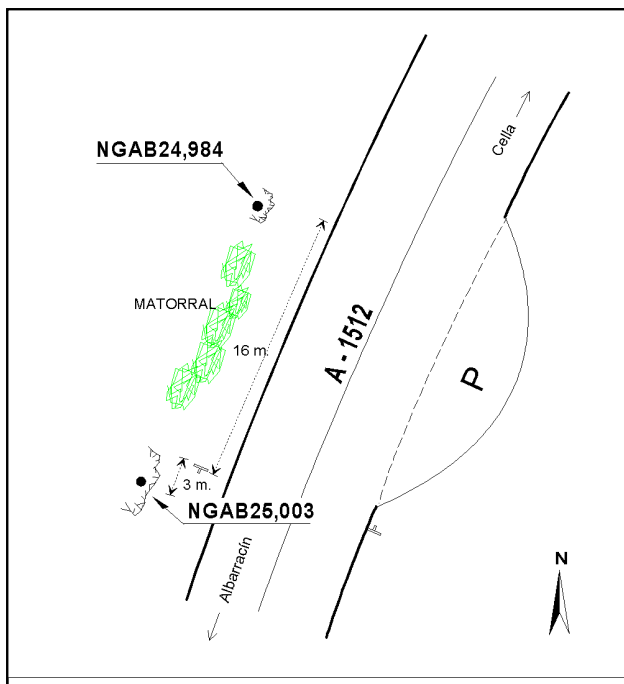 Cella
NGAB24,984
MATORRAL
A - 1512
16 m.
P
3 m.
NGAB25,003
Albarracín
N